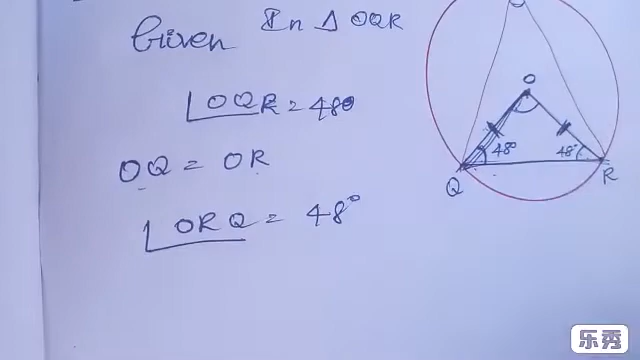 Given In △ OQR
∠OQR = 48°
OQ = OR
∠ORQ = 48°
O
48° 48°
Q R
乐秀